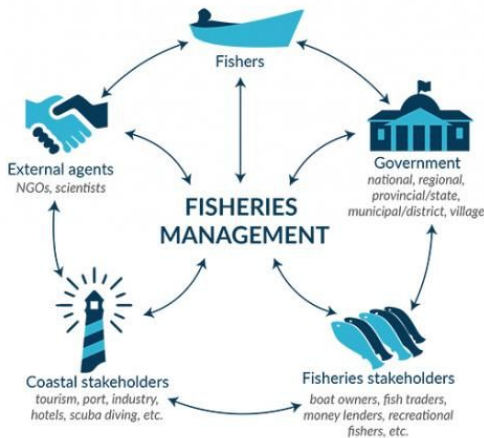 Fishers
External agents
NGOs, scientists
Government
national, regional,
provincial/state,
municipal/district, village
FISHERIES
MANAGEMENT
Coastal stakeholders
tourism, port, industry,
hotels, scuba diving, etc.
Fisheries stakeholders
boat owners, fish traders,
money lenders, recreational
fishers, etc.